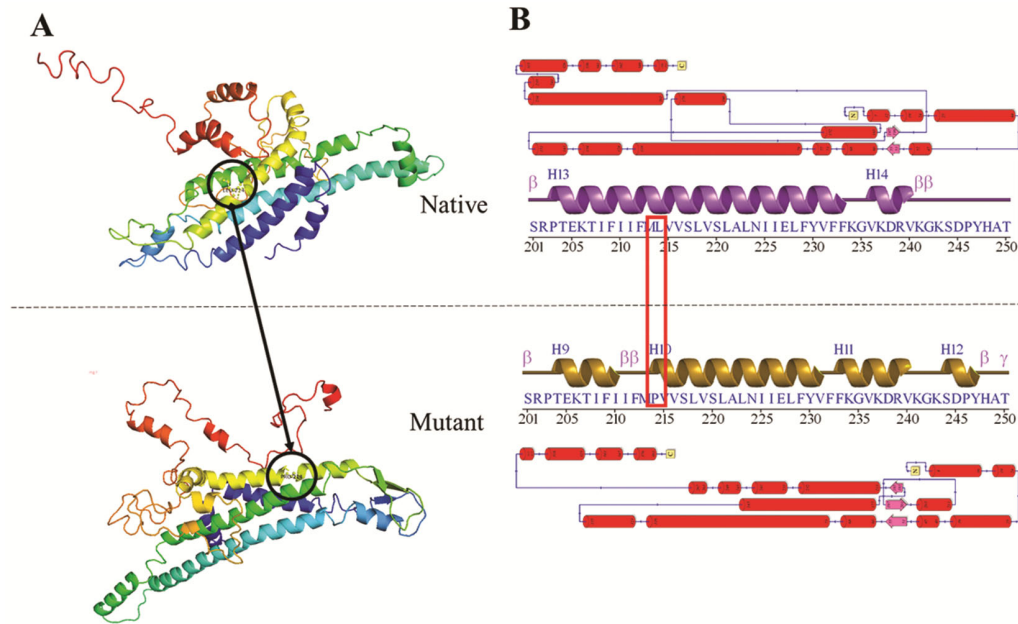 A
B
Native
β H13 H14 ββ
SRPTEKTIFIIFMLVVSLVSLALNIIELFYVFFKGVKDRVKGKSDPYHAT
201 205 210 215 220 225 230 235 240 245 250
C
N
Mutant
β H9 ββ H10 H11 H12 β γ
SRPTEKTIFIIFMPVVSLVSLALNIIELFYVFFKGVKDRVKGKSDPYHAT
201 205 210 215 220 225 230 235 240 245 250
C
N